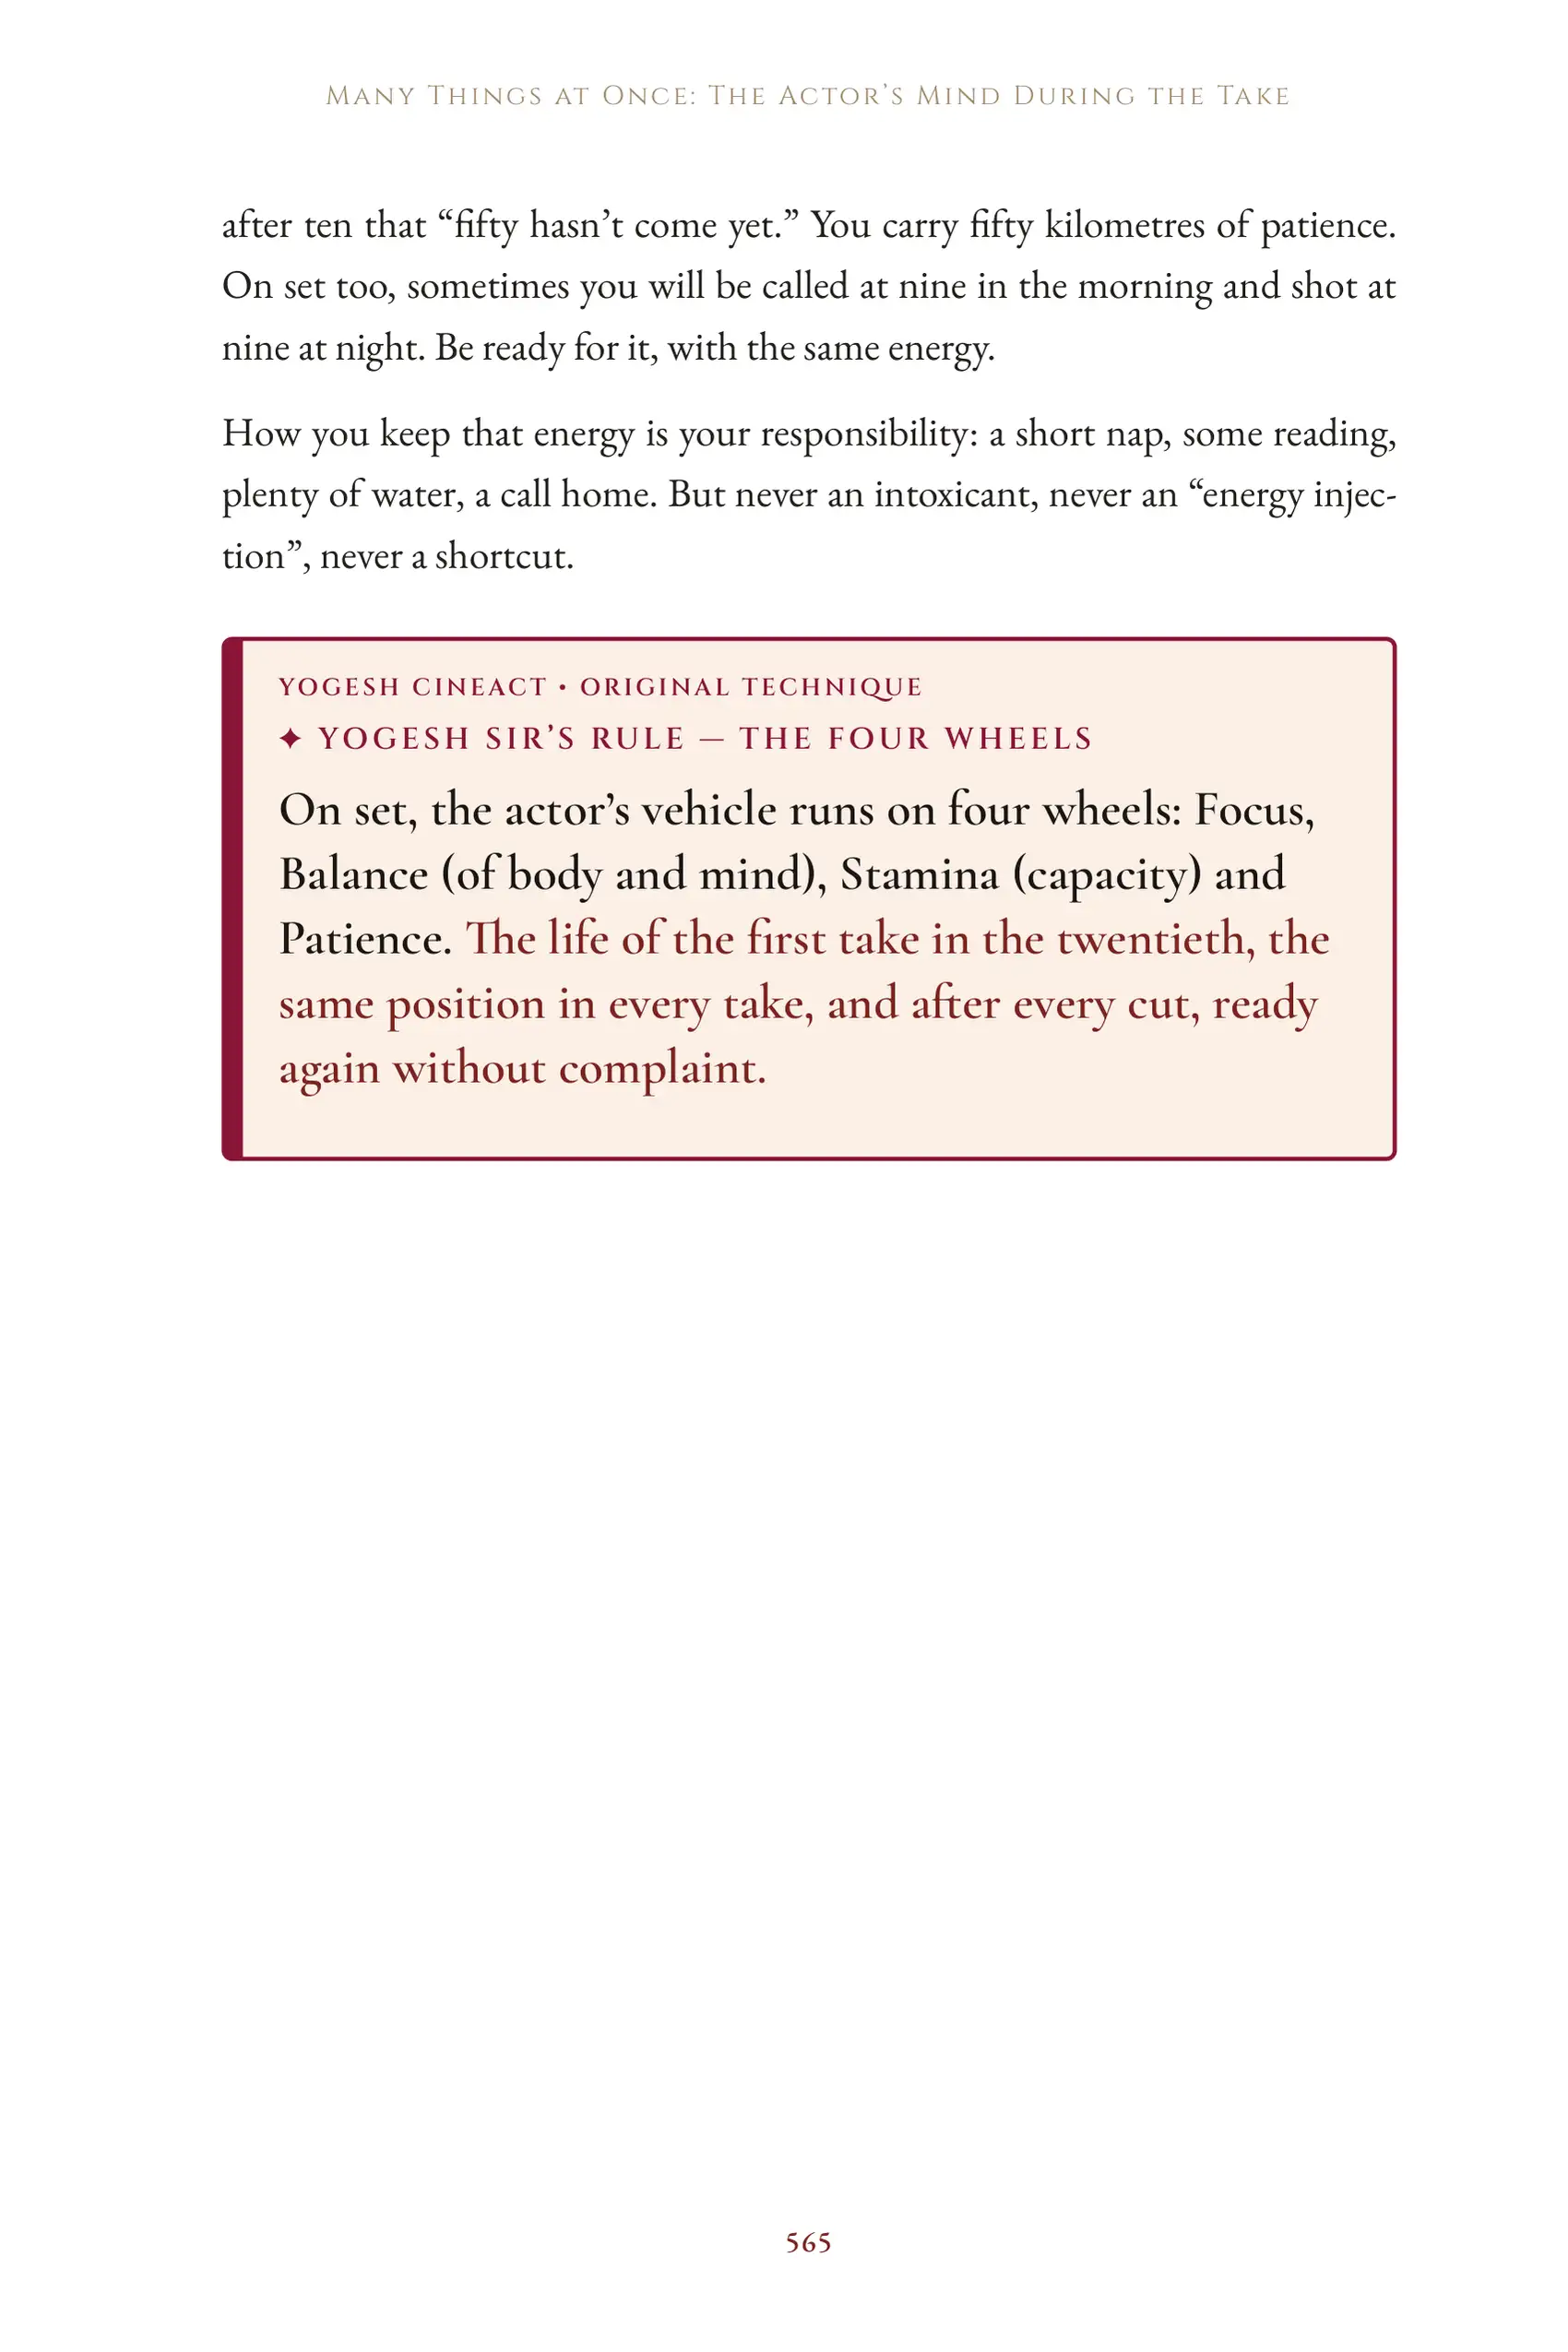 Many Things at Once: The Actor’s Mind During the Take
after ten that “fifty hasn’t come yet.” You carry fifty kilometres of patience.
On set too, sometimes you will be called at nine in the morning and shot at
nine at night. Be ready for it, with the same energy.
How you keep that energy is your responsibility: a short nap, some reading,
plenty of water, a call home. But never an intoxicant, never an “energy injec-
tion”, never a shortcut.
YOGESH CINEACT • ORIGINAL TECHNIQUE
✦ YOGESH SIR’S RULE — THE FOUR WHEELS
On set, the actor’s vehicle runs on four wheels: Focus,
Balance (of body and mind), Stamina (capacity) and
Patience. The life of the first take in the twentieth, the
same position in every take, and after every cut, ready
again without complaint.
565